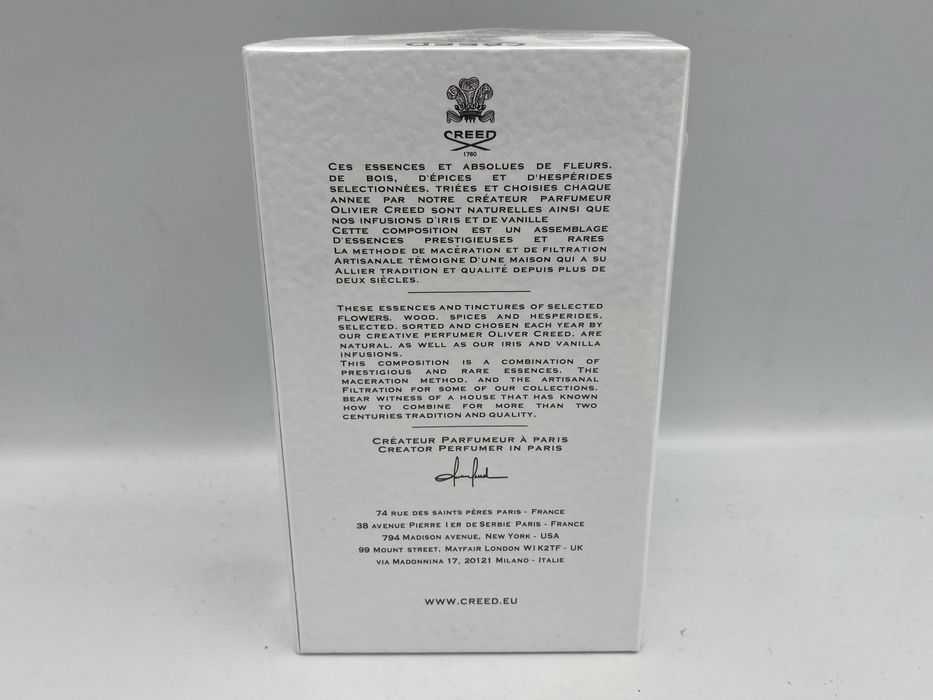 CREED
CREED
1760
CES ESSENCES ET ABSOLUES DE FLEURS,
DE BOIS, D'ÉPICES ET D'HESPÉRIDES
SELECTIONNÉES, TRIÉES ET CHOISIES CHAQUE
ANNEE PAR NOTRE CRÉATEUR PARFUMEUR
OLIVIER CREED SONT NATURELLES AINSI QUE
NOS INFUSIONS D'IRIS ET DE VANILLE
CETTE COMPOSITION EST UN ASSEMBLAGE
D'ESSENCES PRESTIGIEUSES ET RARES
LA METHODE DE MACÉRATION ET DE FILTRATION
ARTISANALE TÉMOIGNE D'UNE MAISON QUI A SU
ALLIER TRADITION ET QUALITÉ DEPUIS PLUS DE
DEUX SIÈCLES.
THESE ESSENCES AND TINCTURES OF SELECTED
FLOWERS, WOOD, SPICES AND HESPERIDES,
SELECTED, SORTED AND CHOSEN EACH YEAR BY
OUR CREATIVE PERFUMER OLIVER CREED, ARE
NATURAL, AS WELL AS OUR IRIS AND VANILLA
INFUSIONS.
THIS COMPOSITION IS A COMBINATION OF
PRESTIGIOUS AND RARE ESSENCES. THE
MACERATION METHOD, AND THE ARTISANAL
FILTRATION FOR SOME OF OUR COLLECTIONS,
BEAR WITNESS OF A HOUSE THAT HAS KNOWN
HOW TO COMBINE FOR MORE THAN TWO
CENTURIES TRADITION AND QUALITY.
CRÉATEUR PARFUMEUR À PARIS
CREATOR PERFUMER IN PARIS
74 RUE DES SAINTS PÈRES PARIS - FRANCE
38 AVENUE PIERRE 1ER DE SERBIE PARIS - FRANCE
794 MADISON AVENUE, NEW YORK - USA
99 MOUNT STREET, MAYFAIR LONDON W1K2TF - UK
VIA MADONNINA 17, 20121 MILANO - ITALIE
WWW.CREED.EU